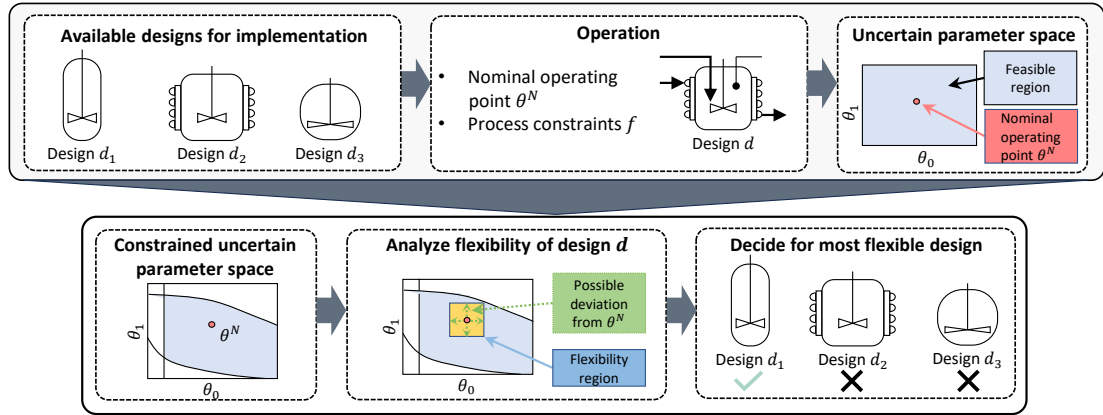 Available designs for implementation
Design d₁
Design d₂
Design d₃
Operation
• Nominal operating
point θᴺ
• Process constraints f
Design d
Uncertain parameter space
θ₁
θ₀
Feasible
region
Nominal
operating
point θᴺ
Constrained uncertain
parameter space
θ₁
θᴺ
θ₀
Analyze flexibility of design d
θ₁
θ₀
Possible
deviation
from θᴺ
Flexibility
region
Decide for most flexible design
Design d₁
Design d₂
Design d₃